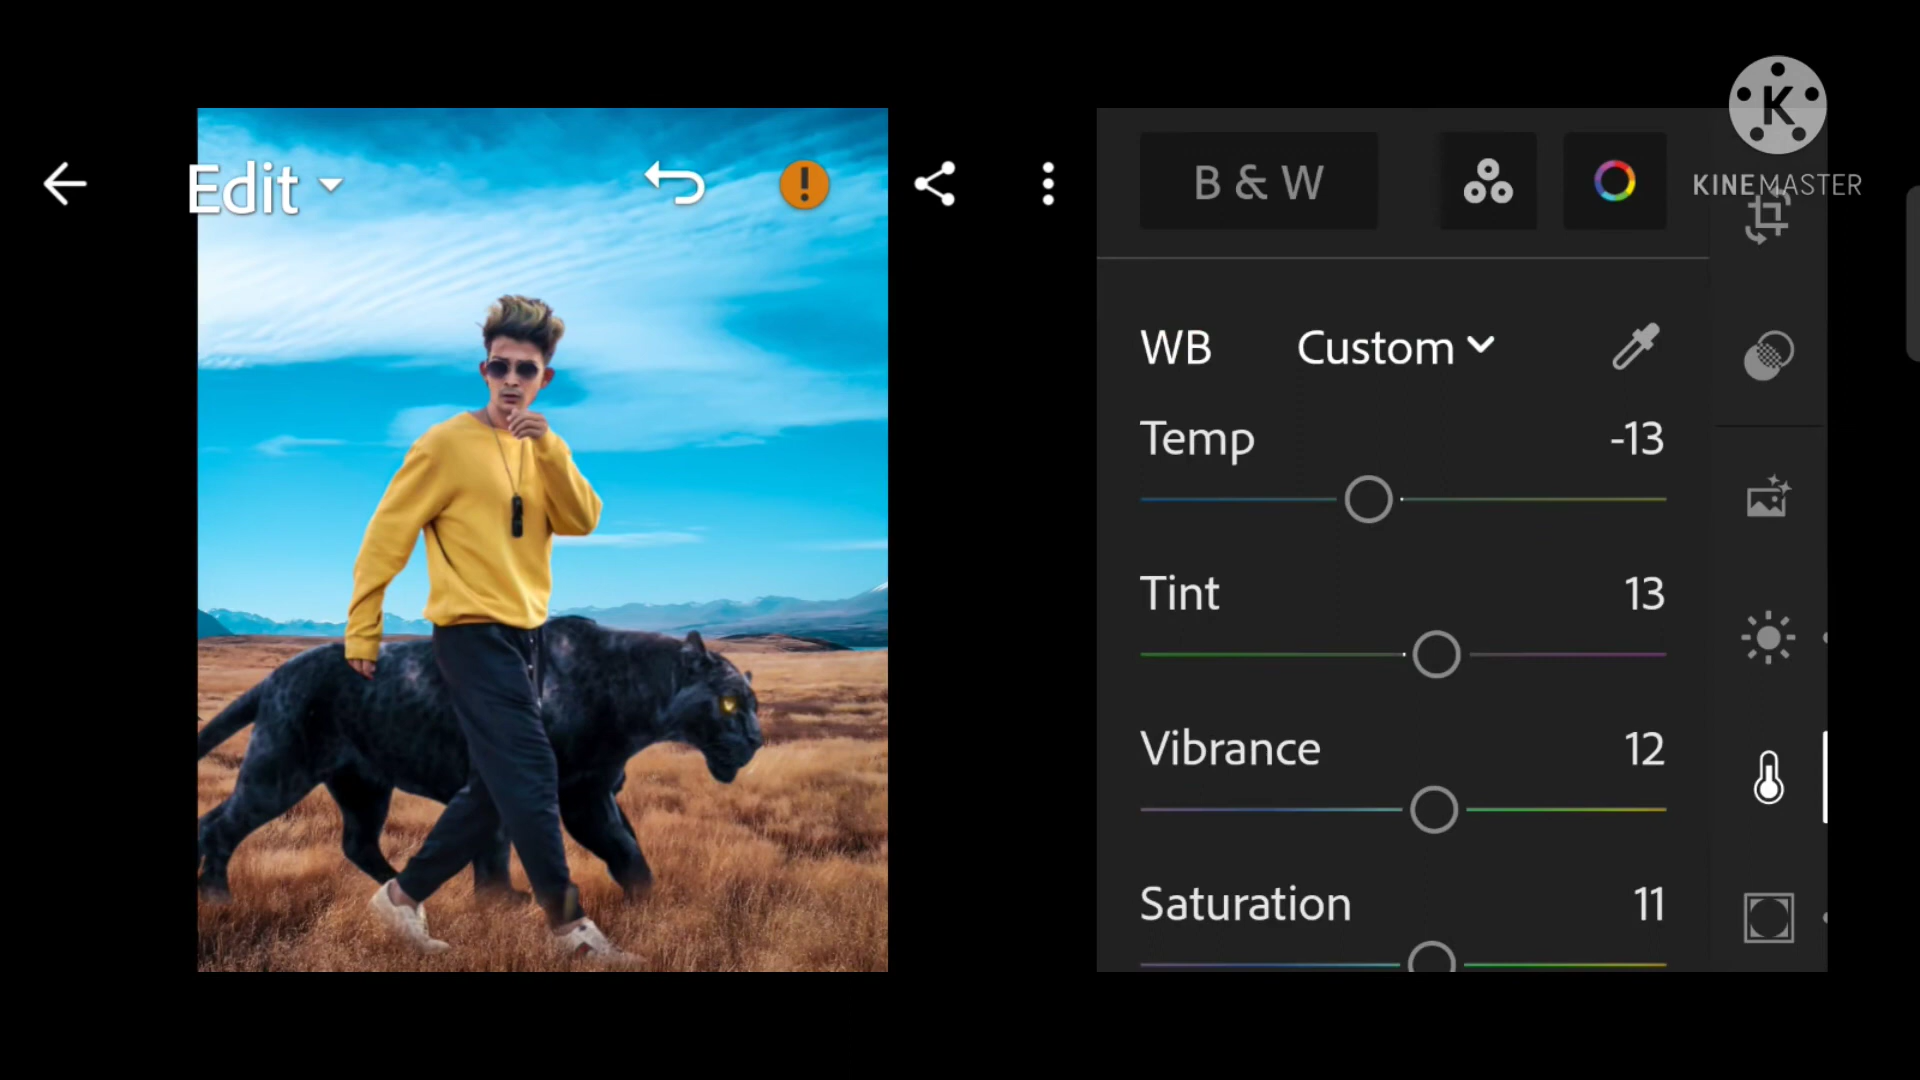 Edit
B & W
KINEMASTER
WB Custom
Temp -13
Tint 13
Vibrance 12
Saturation 11